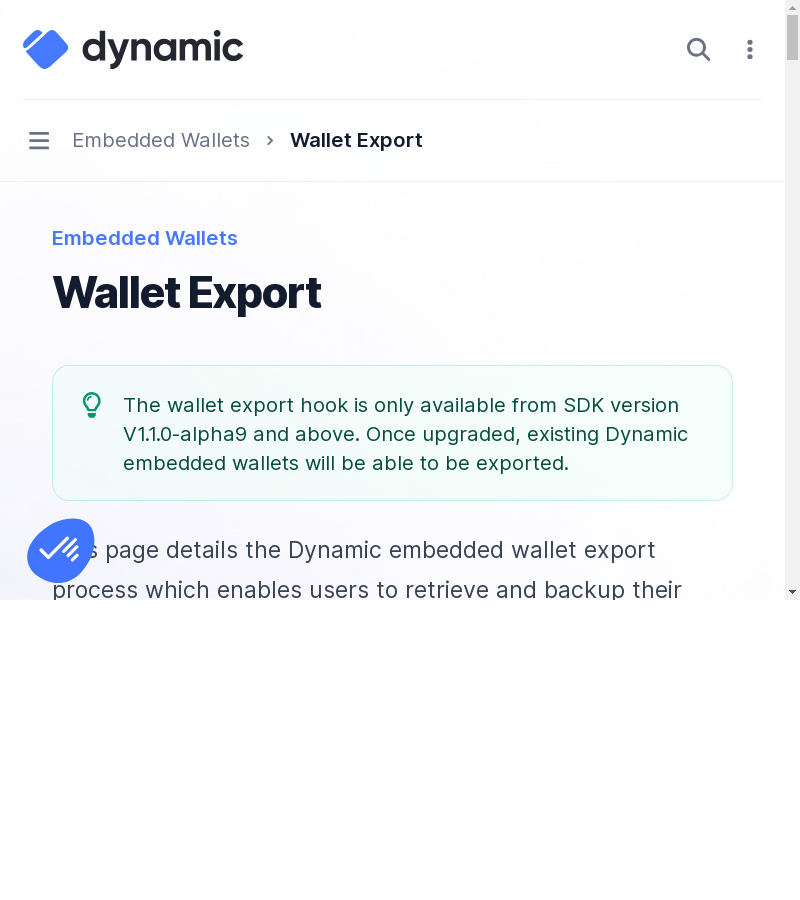 dynamic
Embedded Wallets > Wallet Export
Embedded Wallets
Wallet Export
The wallet export hook is only available from SDK version
V1.1.0-alpha9 and above. Once upgraded, existing Dynamic
embedded wallets will be able to be exported.
page details the Dynamic embedded wallet export
process which enables users to retrieve and backup their